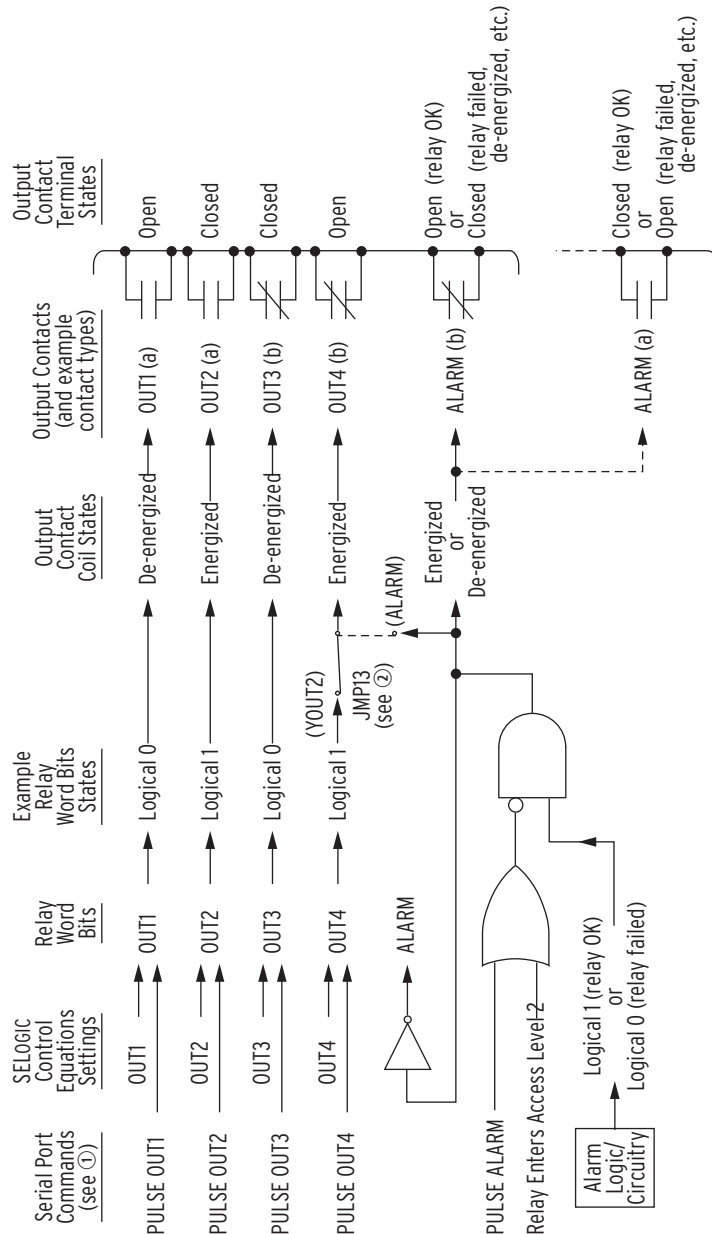 Serial Port
Commands
(see ①)
SELOGIC
Control
Equations
Settings
Relay
Word
Bits
Example
Relay
Word Bits
States
Output
Contact
Coil States
Output Contacts
(and example
contact types)
Output
Contact
Terminal
States
PULSE OUT1
OUT1
OUT1
Logical 0
De-energized
OUT1 (a)
Open
PULSE OUT2
OUT2
OUT2
Logical 1
Energized
OUT2 (a)
Closed
PULSE OUT3
OUT3
OUT3
Logical 0
De-energized
OUT3 (b)
Closed
PULSE OUT4
OUT4
OUT4
Logical 1
(YOUT2)
JMP13
(see ②)
(ALARM)
Energized
OUT4 (b)
Open
ALARM
PULSE ALARM
Relay Enters Access Level 2
Alarm
Logic/
Circuitry
Logical 1 (relay OK)
or
Logical 0 (relay failed)
Energized
or
De-energized
ALARM (b)
Open (relay OK)
or
Closed (relay failed,
de-energized, etc.)
ALARM (a)
Closed (relay OK)
or
Open (relay failed,
de-energized, etc.)